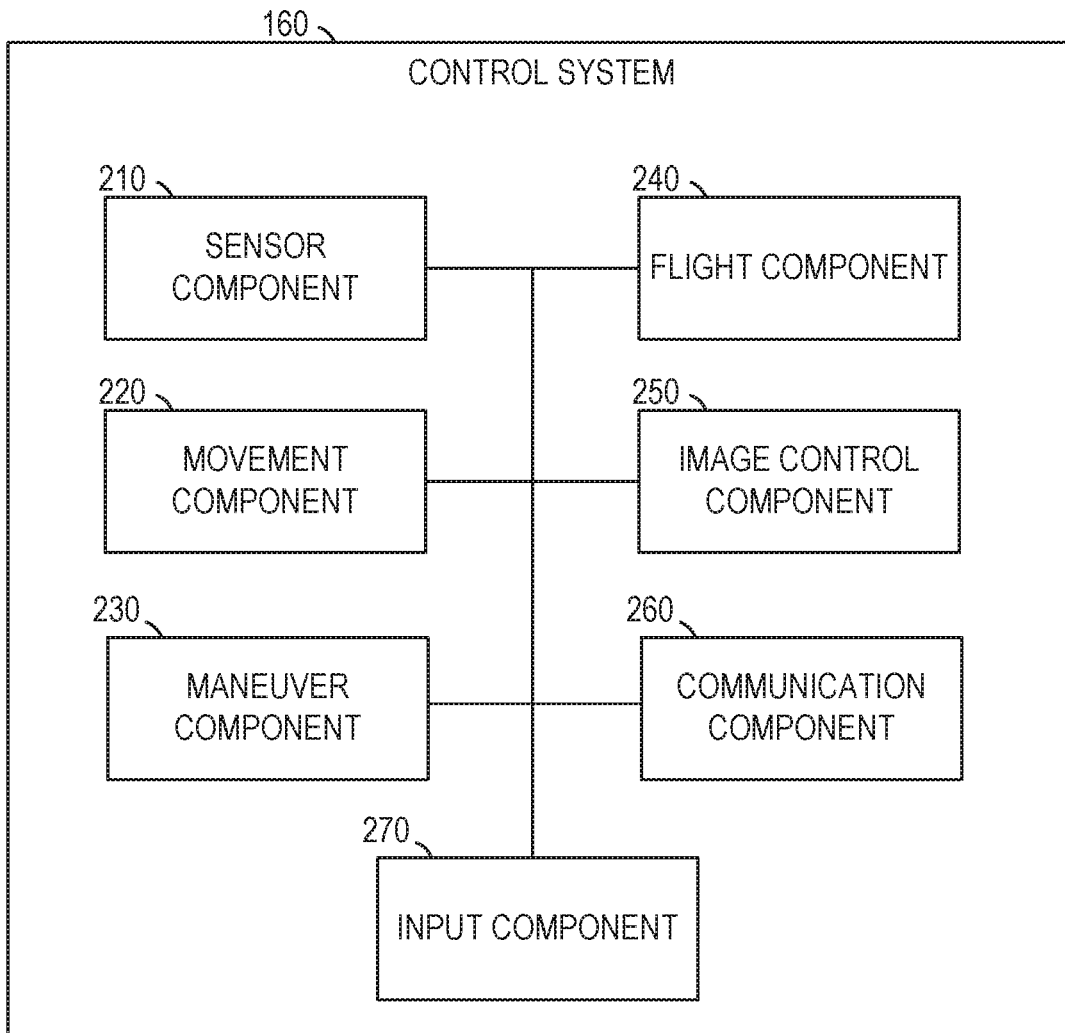 160
CONTROL SYSTEM
210
SENSOR
COMPONENT
240
FLIGHT COMPONENT
220
MOVEMENT
COMPONENT
250
IMAGE CONTROL
COMPONENT
230
MANEUVER
COMPONENT
260
COMMUNICATION
COMPONENT
270
INPUT COMPONENT